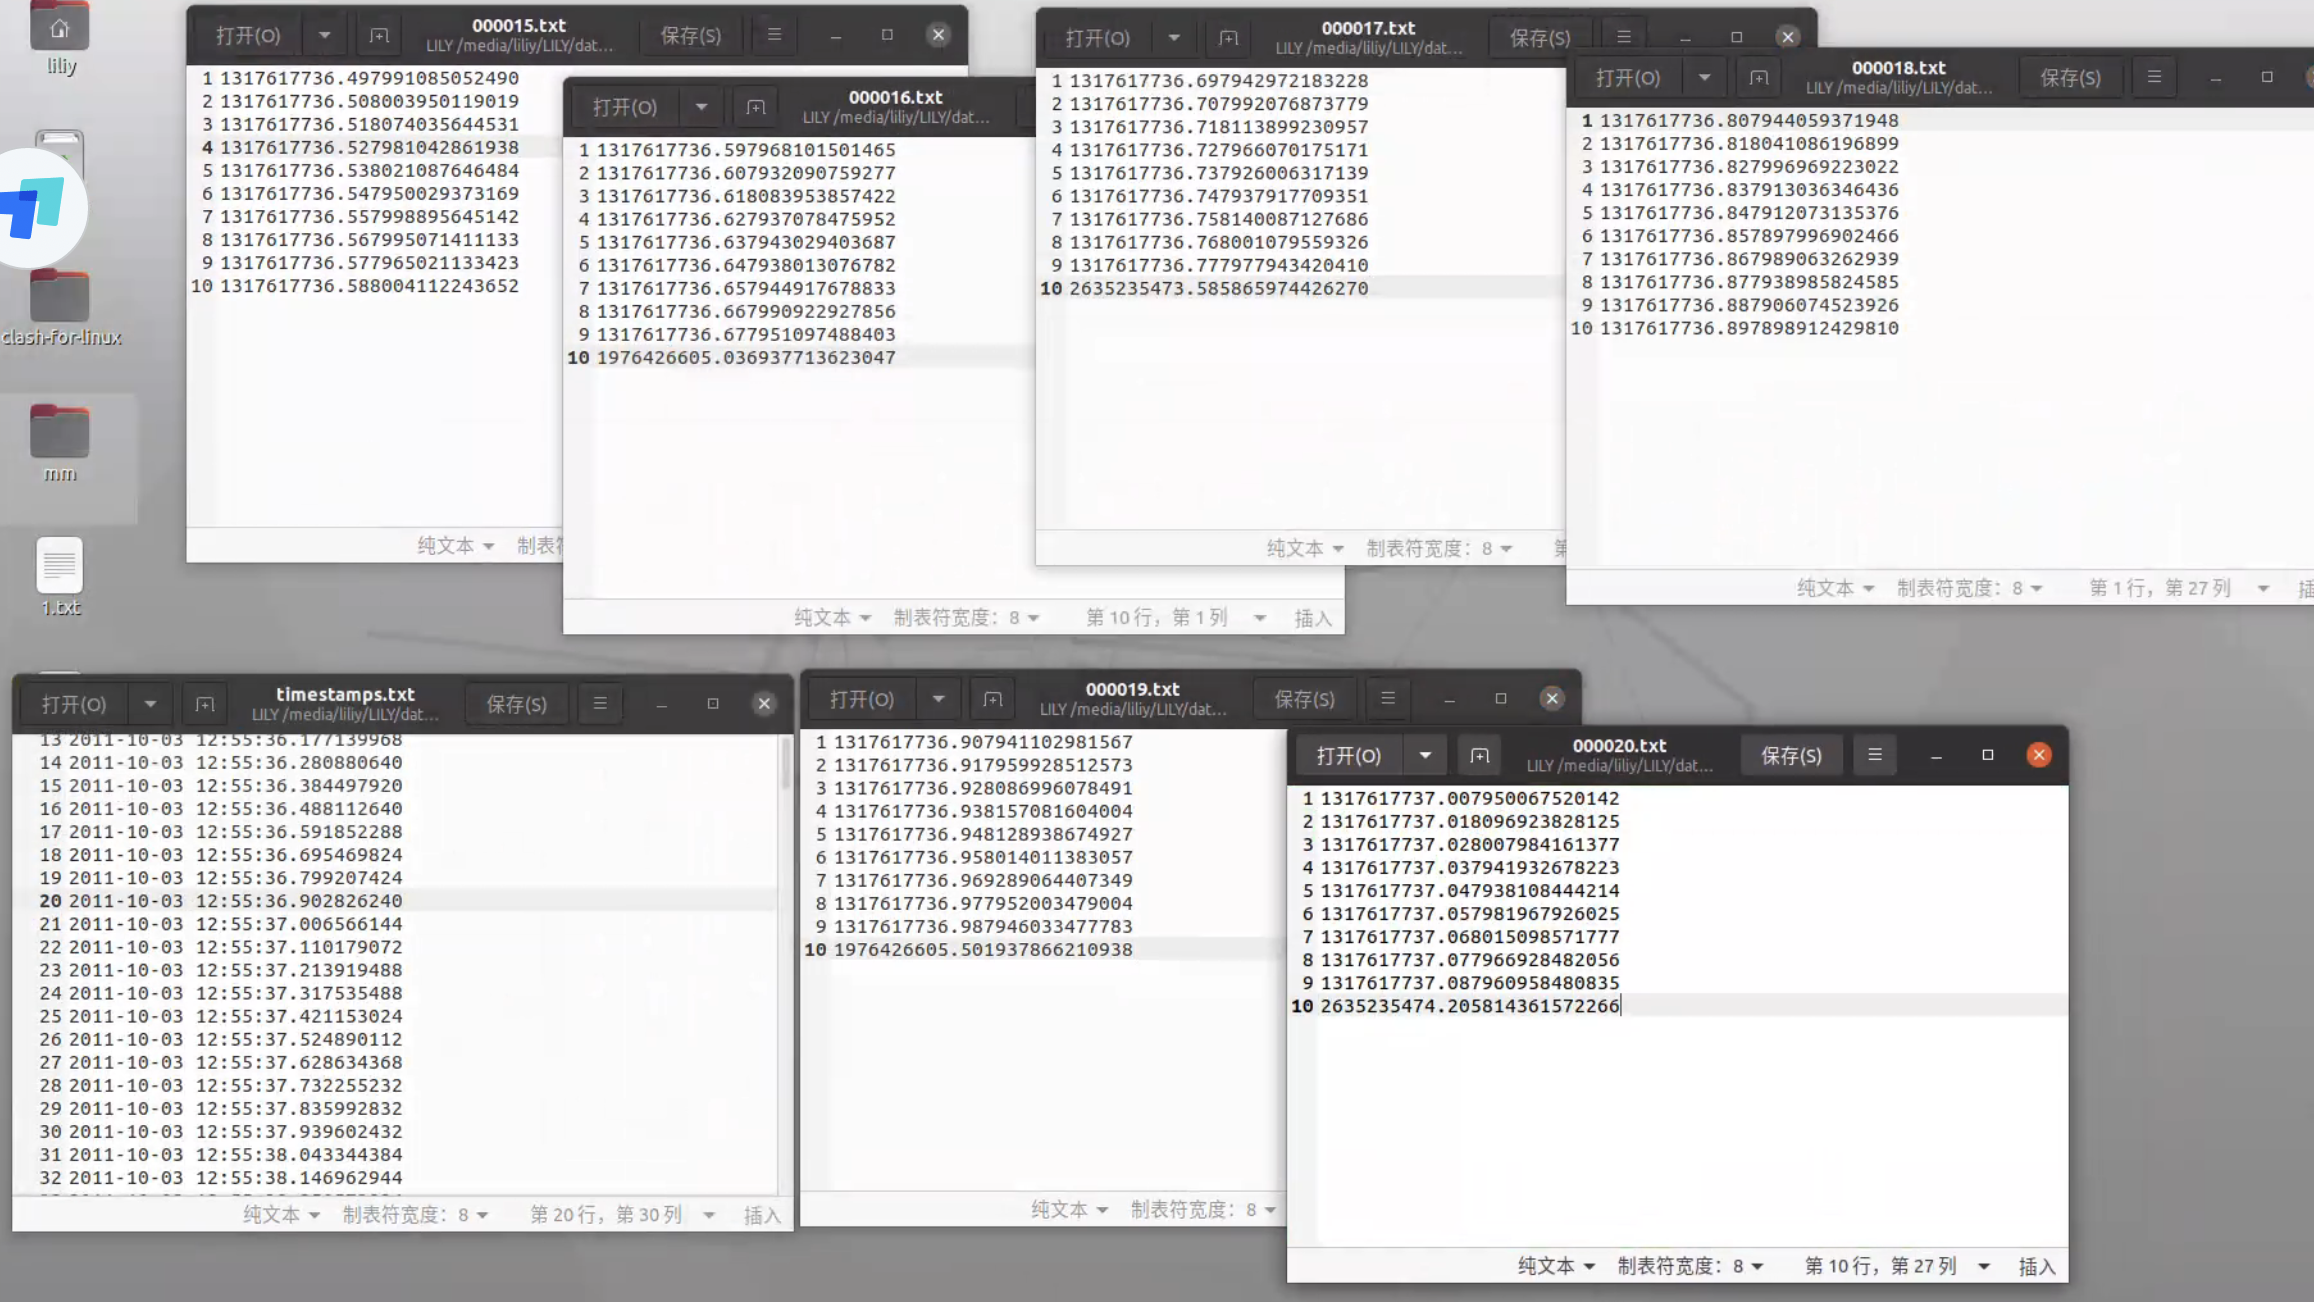 liliy
clash-for-linux
mm
1.txt
打开(O)
000015.txt
LILY /media/liliy/LILY/dat...
保存(S)
1 1317617736.497991085052490
2 1317617736.508003950119019
3 1317617736.518074035644531
4 1317617736.527981042861938
5 1317617736.538021087646484
6 1317617736.547950029373169
7 1317617736.557998895645142
8 1317617736.567995071411133
9 1317617736.577965021133423
10 1317617736.588004112243652
纯文本 制表符
打开(O)
000016.txt
LILY /media/liliy/LILY/dat...
1 1317617736.597968101501465
2 1317617736.607932090759277
3 1317617736.618083953857422
4 1317617736.627937078475952
5 1317617736.637943029403687
6 1317617736.647938013076782
7 1317617736.657944917678833
8 1317617736.667990922927856
9 1317617736.677951097488403
10 1976426605.036937713623047
纯文本 制表符宽度：8 第 10 行，第 1 列 插入
打开(O)
000017.txt
LILY /media/liliy/LILY/dat...
保存(S)
1 1317617736.697942972183228
2 1317617736.707992076873779
3 1317617736.718113899230957
4 1317617736.727966070175171
5 1317617736.737926006317139
6 1317617736.747937917709351
7 1317617736.758140087127686
8 1317617736.768001079559326
9 1317617736.777977943420410
10 2635235473.585865974426270
纯文本 制表符宽度：8 第
打开(O)
000018.txt
LILY /media/liliy/LILY/dat...
保存(S)
1 1317617736.807944059371948
2 1317617736.818041086196899
3 1317617736.827996969223022
4 1317617736.837913036346436
5 1317617736.847912073135376
6 1317617736.857897996902466
7 1317617736.867989063262939
8 1317617736.877938985824585
9 1317617736.887906074523926
10 1317617736.897898912429810
纯文本 制表符宽度：8 第 1 行，第 27 列 插
打开(O)
timestamps.txt
LILY /media/liliy/LILY/dat...
保存(S)
13 2011-10-03 12:55:36.177139968
14 2011-10-03 12:55:36.280880640
15 2011-10-03 12:55:36.384497920
16 2011-10-03 12:55:36.488112640
17 2011-10-03 12:55:36.591852288
18 2011-10-03 12:55:36.695469824
19 2011-10-03 12:55:36.799207424
20 2011-10-03 12:55:36.902826240
21 2011-10-03 12:55:37.006566144
22 2011-10-03 12:55:37.110179072
23 2011-10-03 12:55:37.213919488
24 2011-10-03 12:55:37.317535488
25 2011-10-03 12:55:37.421153024
26 2011-10-03 12:55:37.524890112
27 2011-10-03 12:55:37.628634368
28 2011-10-03 12:55:37.732255232
29 2011-10-03 12:55:37.835992832
30 2011-10-03 12:55:37.939602432
31 2011-10-03 12:55:38.043344384
32 2011-10-03 12:55:38.146962944
纯文本 制表符宽度：8 第 20 行，第 30 列 插入
打开(O)
000019.txt
LILY /media/liliy/LILY/dat...
保存(S)
1 1317617736.907941102981567
2 1317617736.917959928512573
3 1317617736.928086996078491
4 1317617736.938157081604004
5 1317617736.948128938674927
6 1317617736.958014011383057
7 1317617736.969289064407349
8 1317617736.977952003479004
9 1317617736.987946033477783
10 1976426605.501937866210938
纯文本 制表符宽度：8
打开(O)
000020.txt
LILY /media/liliy/LILY/dat...
保存(S)
1 1317617737.007950067520142
2 1317617737.018096923828125
3 1317617737.028007984161377
4 1317617737.037941932678223
5 1317617737.047938108444214
6 1317617737.057981967926025
7 1317617737.068015098571777
8 1317617737.077966928482056
9 1317617737.087960958480835
10 2635235474.205814361572266
纯文本 制表符宽度：8 第 10 行，第 27 列 插入